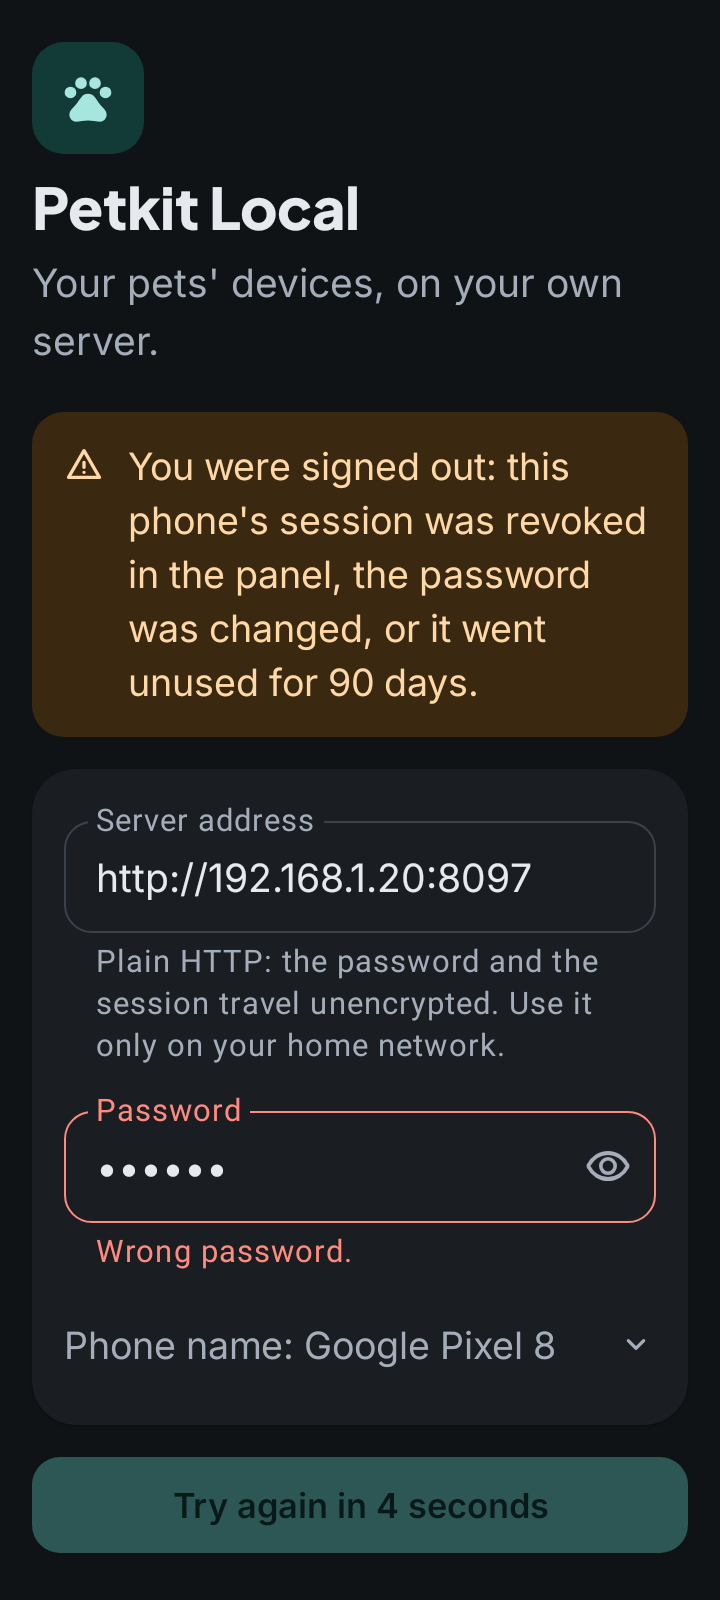 Petkit Local
Your pets' devices, on your own
server.
You were signed out: this
phone's session was revoked
in the panel, the password
was changed, or it went
unused for 90 days.
Server address
http://192.168.1.20:8097
Plain HTTP: the password and the
session travel unencrypted. Use it
only on your home network.
Password
••••••
Wrong password.
Phone name: Google Pixel 8
Try again in 4 seconds